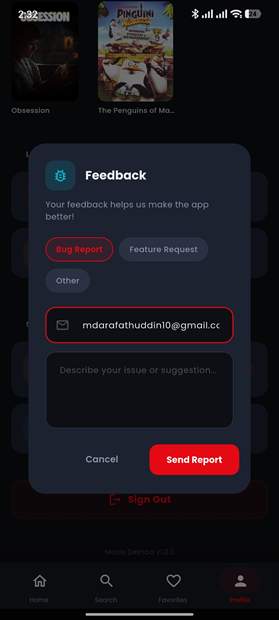 2:32
24
OBSESSION
PENGUINI
Obsession
The Penguins of Ma...
Feedback
Your feedback helps us make the app
better!
Bug Report
Feature Request
Other
mdarafathuddin10@gmail.cc
Describe your issue or suggestion...
Cancel
Send Report
Sign Out
Home
Search
Favorites
Profile